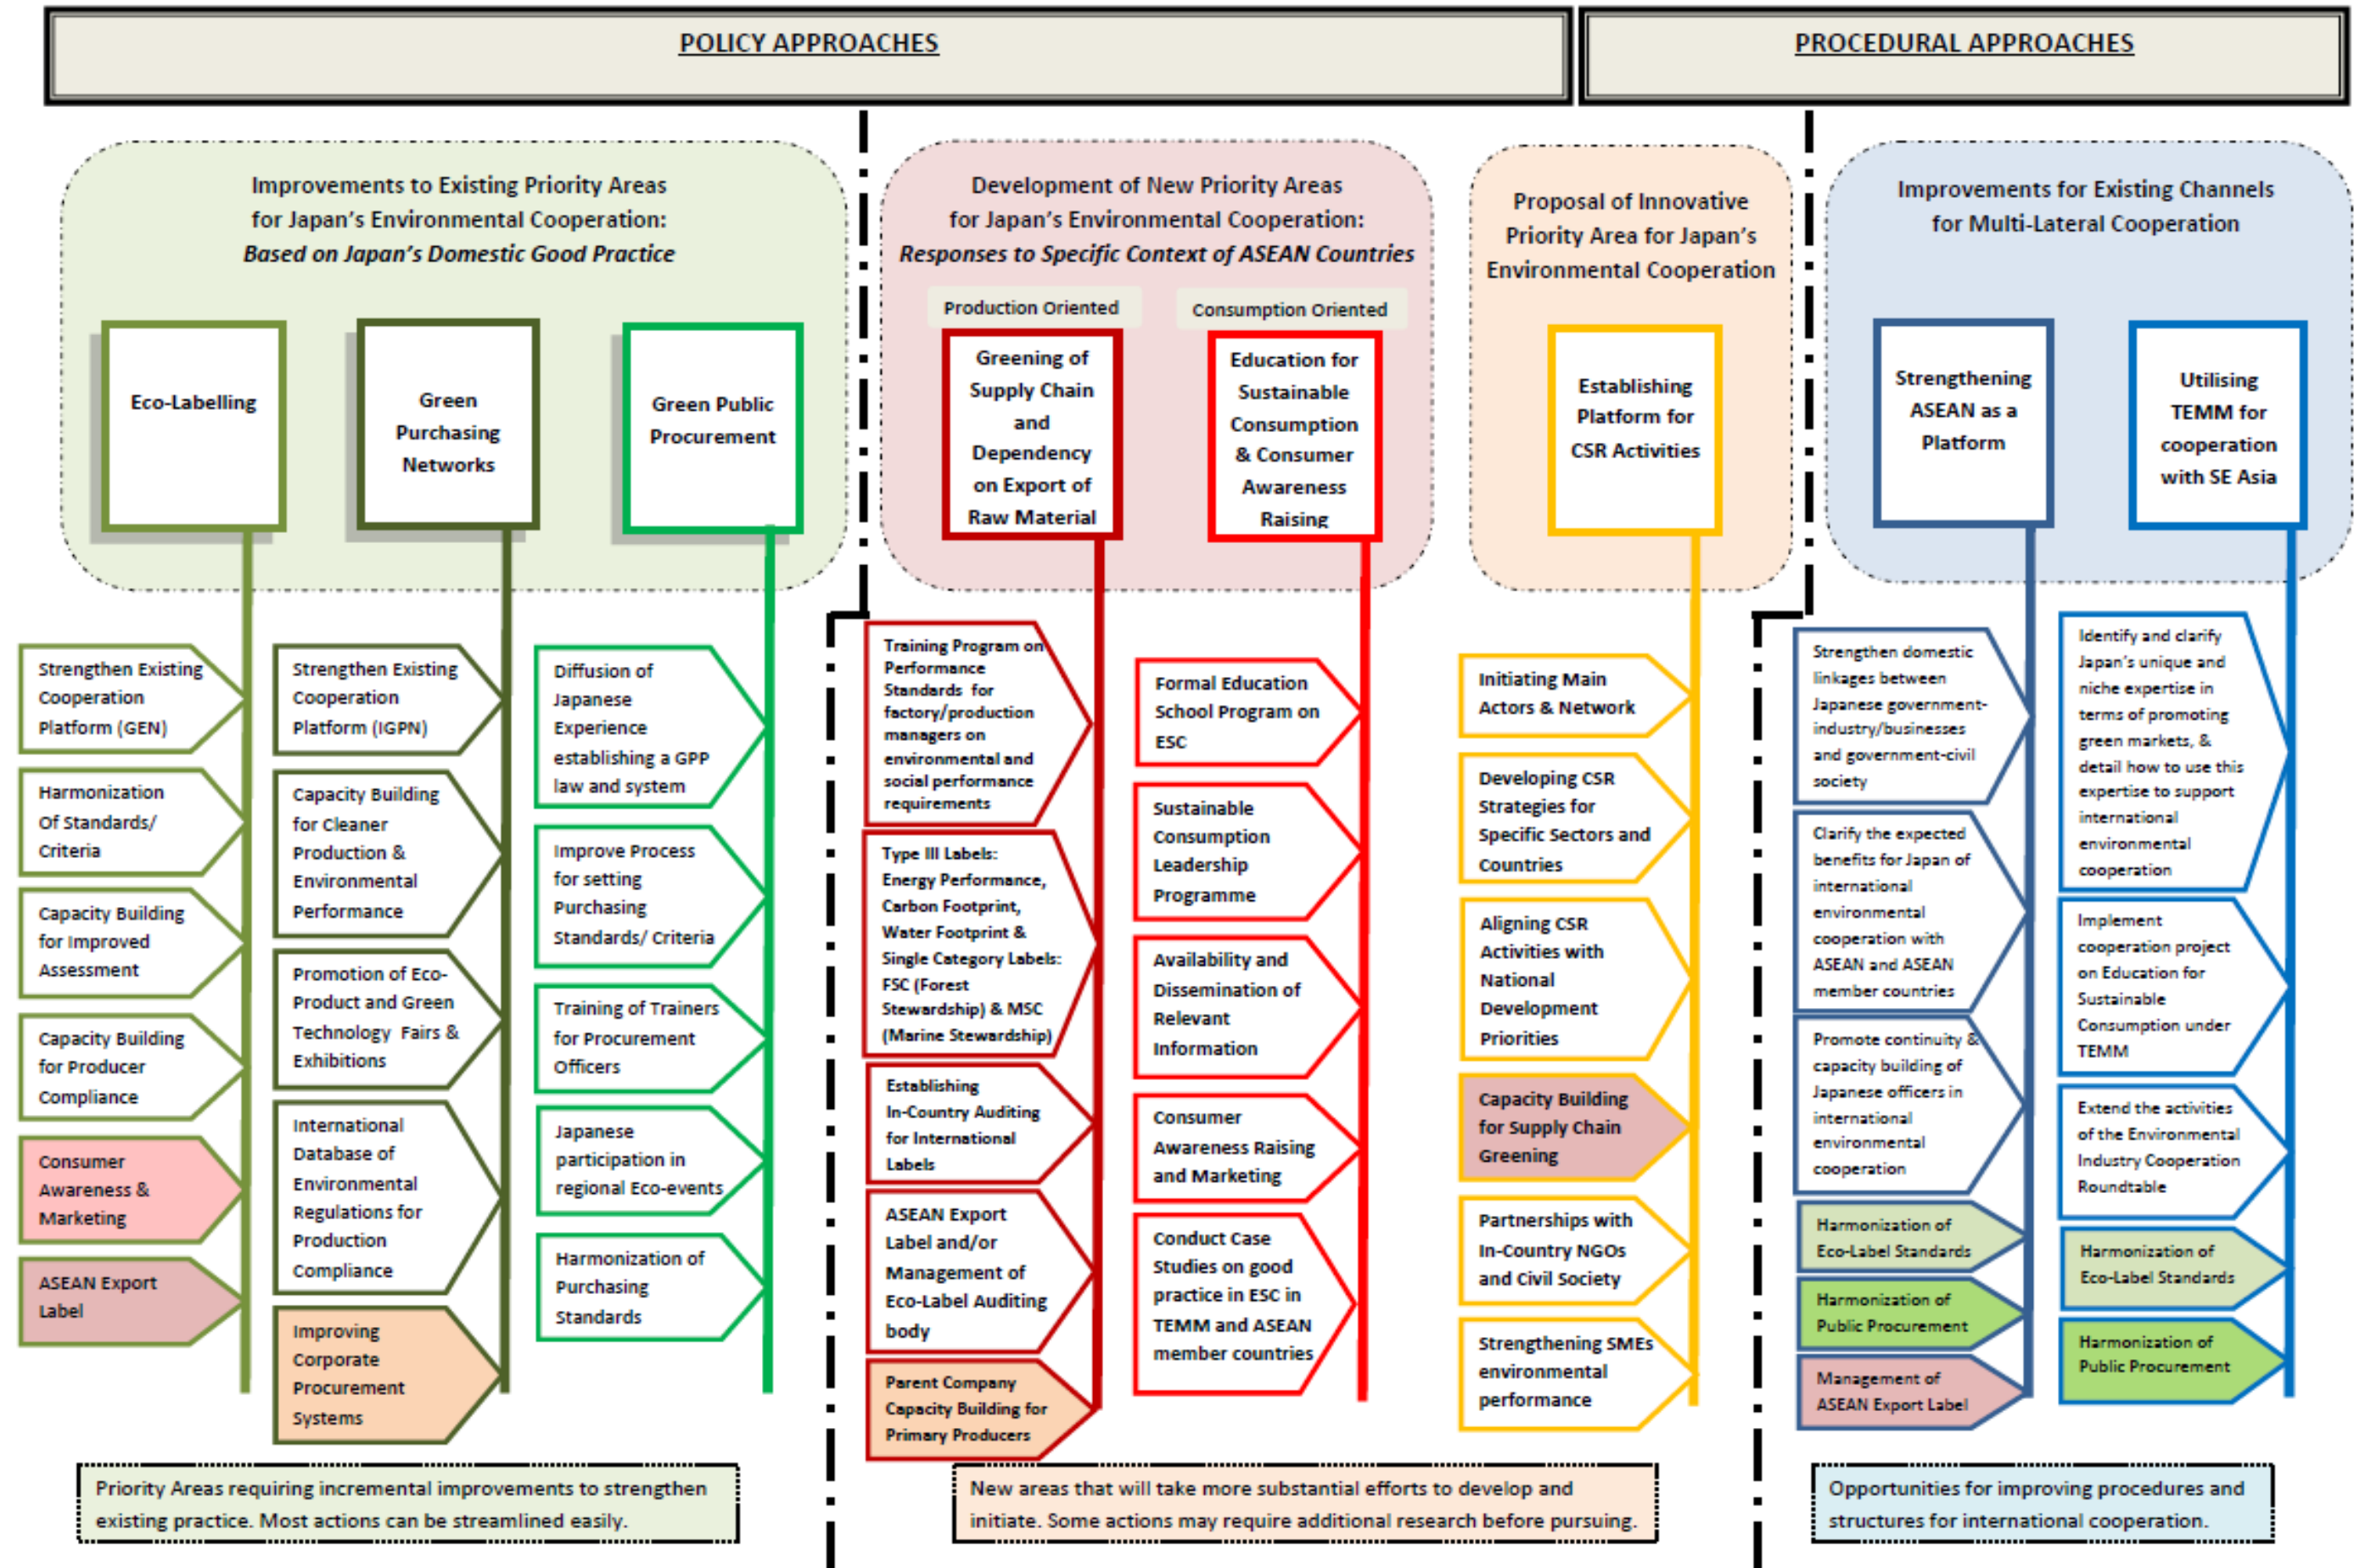 POLICY APPROACHES
PROCEDURAL APPROACHES
Improvements to Existing Priority Areas
for Japan's Environmental Cooperation:
Based on Japan's Domestic Good Practice
Eco-Labelling
Green
Purchasing
Networks
Green Public
Procurement
Development of New Priority Areas
for Japan's Environmental Cooperation:
Responses to Specific Context of ASEAN Countries
Production Oriented
Greening of
Supply Chain
and
Dependency
on Export of
Raw Material
Consumption Oriented
Education for
Sustainable
Consumption
& Consumer
Awareness
Raising
Proposal of Innovative
Priority Area for Japan's
Environmental Cooperation
Establishing
Platform for
CSR Activities
Improvements for Existing Channels
for Multi-Lateral Cooperation
Strengthening
ASEAN as a
Platform
Utilising
TEMM for
cooperation
with SE Asia
Strengthen Existing
Cooperation
Platform (GEN)
Harmonization
Of Standards/
Criteria
Capacity Building
for Improved
Assessment
Capacity Building
for Producer
Compliance
Consumer
Awareness &
Marketing
ASEAN Export
Label
Strengthen Existing
Cooperation
Platform (IGPN)
Capacity Building
for Cleaner
Production &
Environmental
Performance
Promotion of Eco-
Product and Green
Technology Fairs &
Exhibitions
International
Database of
Environmental
Regulations for
Production
Compliance
Improving
Corporate
Procurement
Systems
Diffusion of
Japanese
Experience
establishing a GPP
law and system
Improve Process
for setting
Purchasing
Standards/ Criteria
Training of Trainers
for Procurement
Officers
Japanese
participation in
regional Eco-events
Harmonization of
Purchasing
Standards
Training Program on
Performance
Standards for
factory/production
managers on
environmental and
social performance
requirements
Type III Labels:
Energy Performance,
Carbon Footprint,
Water Footprint &
Single Category Labels:
FSC (Forest
Stewardship) & MSC
(Marine Stewardship)
Establishing
In-Country Auditing
for International
Labels
ASEAN Export
Label and/or
Management of
Eco-Label Auditing
body
Parent Company
Capacity Building for
Primary Producers
Formal Education
School Program on
ESC
Sustainable
Consumption
Leadership
Programme
Availability and
Dissemination of
Relevant
Information
Consumer
Awareness Raising
and Marketing
Conduct Case
Studies on good
practice in ESC in
TEMM and ASEAN
member countries
Initiating Main
Actors & Network
Developing CSR
Strategies for
Specific Sectors and
Countries
Aligning CSR
Activities with
National
Development
Priorities
Capacity Building
for Supply Chain
Greening
Partnerships with
In-Country NGOs
and Civil Society
Strengthening SMEs
environmental
performance
Strengthen domestic
linkages between
Japanese government-
industry/businesses
and government-civil
society
Clarify the expected
benefits for Japan of
international
environmental
cooperation with
ASEAN and ASEAN
member countries
Promote continuity &
capacity building of
Japanese officers in
international
environmental
cooperation
Harmonization of
Eco-Label Standards
Harmonization of
Public Procurement
Management of
ASEAN Export Label
Identify and clarify
Japan's unique and
niche expertise in
terms of promoting
green markets, &
detail how to use this
expertise to support
international
environmental
cooperation
Implement
cooperation project
on Education for
Sustainable
Consumption under
TEMM
Extend the activities
of the Environmental
Industry Cooperation
Roundtable
Harmonization of
Eco-Label Standards
Harmonization of
Public Procurement
Priority Areas requiring incremental improvements to strengthen
existing practice. Most actions can be streamlined easily.
New areas that will take more substantial efforts to develop and
initiate. Some actions may require additional research before pursuing.
Opportunities for improving procedures and
structures for international cooperation.